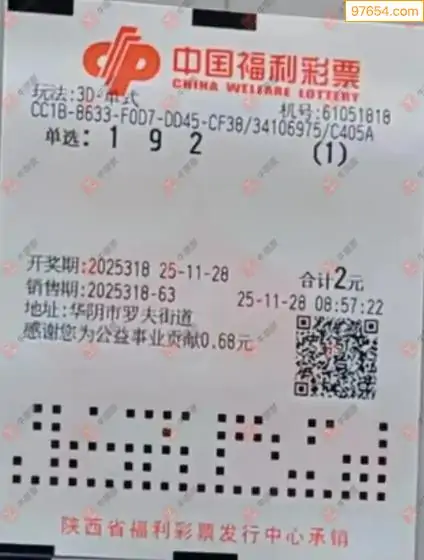 97654.com
中国福利彩票
CHINA WELFARE LOTTERY
玩法:3D-单式 机号:61051818
CC1B-8633-F0D7-DD45-CF38/34106975/C405A
单选: 1 9 2 (1)
开奖期:2025318 25-11-28 合计2元
销售期:2025318-63 25-11-28 08:57:22
地址:华阴市罗夫街道
感谢您为公益事业贡献0.68元
陕西省福利彩票发行中心承销